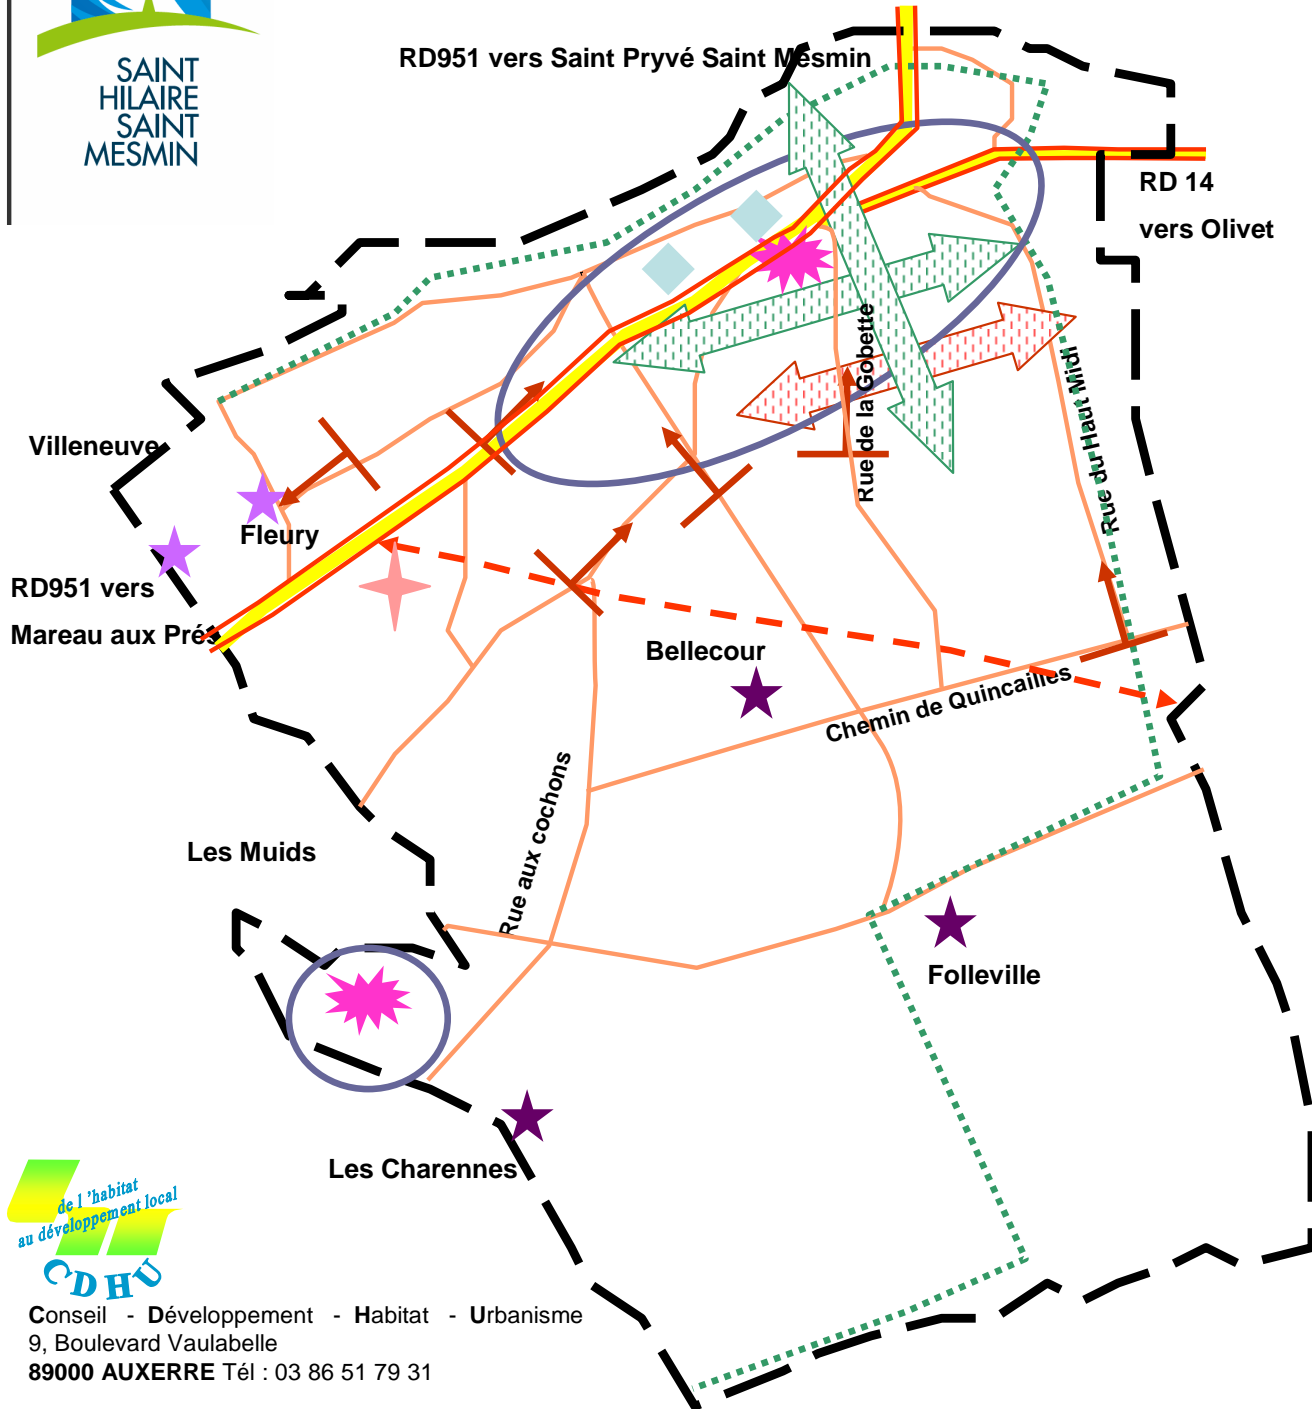 SAINT
HILAIRE
SAINT
MESMIN
RD951 vers Saint Pryvé Saint Mesmin
RD 14
vers Olivet
Rue de la Gobette
Rue du Haut Midi
Villeneuve
Fleury
RD951 vers
Mareau aux Prés
Bellecour
Chemin de Quincailles
Rue aux cochons
Les Muids
Folleville
Les Charennes
de l 'habitat
au développement local
CDHU
Conseil - Développement - Habitat - Urbanisme
9, Boulevard Vaulabelle
89000 AUXERRE Tél : 03 86 51 79 31